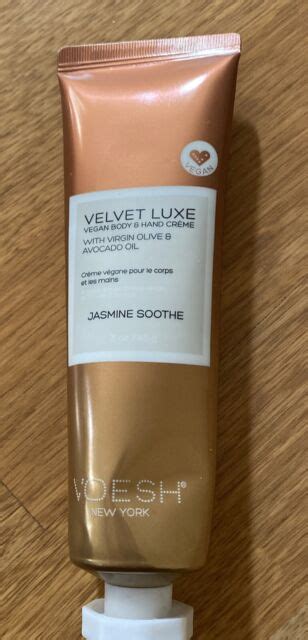 VEGAN
VELVET LUXE
VEGAN BODY & HAND CRÈME
WITH VIRGIN OLIVE &
AVOCADO OIL
Crème végane pour le corps
et les mains
JASMINE SOOTHE
VOESH®
NEW YORK